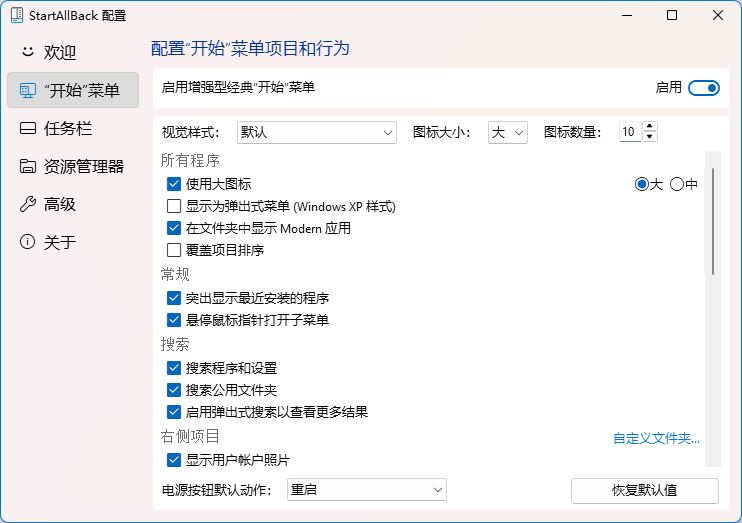 StartAllBack 配置
欢迎
"开始"菜单
任务栏
资源管理器
高级
关于
配置"开始"菜单项目和行为
启用增强型经典"开始"菜单 启用
视觉样式: 默认 图标大小: 大 图标数量: 10
所有程序
使用大图标 大 中
显示为弹出式菜单 (Windows XP 样式)
在文件夹中显示 Modern 应用
覆盖项目排序
常规
突出显示最近安装的程序
悬停鼠标指针打开子菜单
搜索
搜索程序和设置
搜索公用文件夹
启用弹出式搜索以查看更多结果
右侧项目 自定义文件夹...
显示用户帐户照片
电源按钮默认动作: 重启 恢复默认值